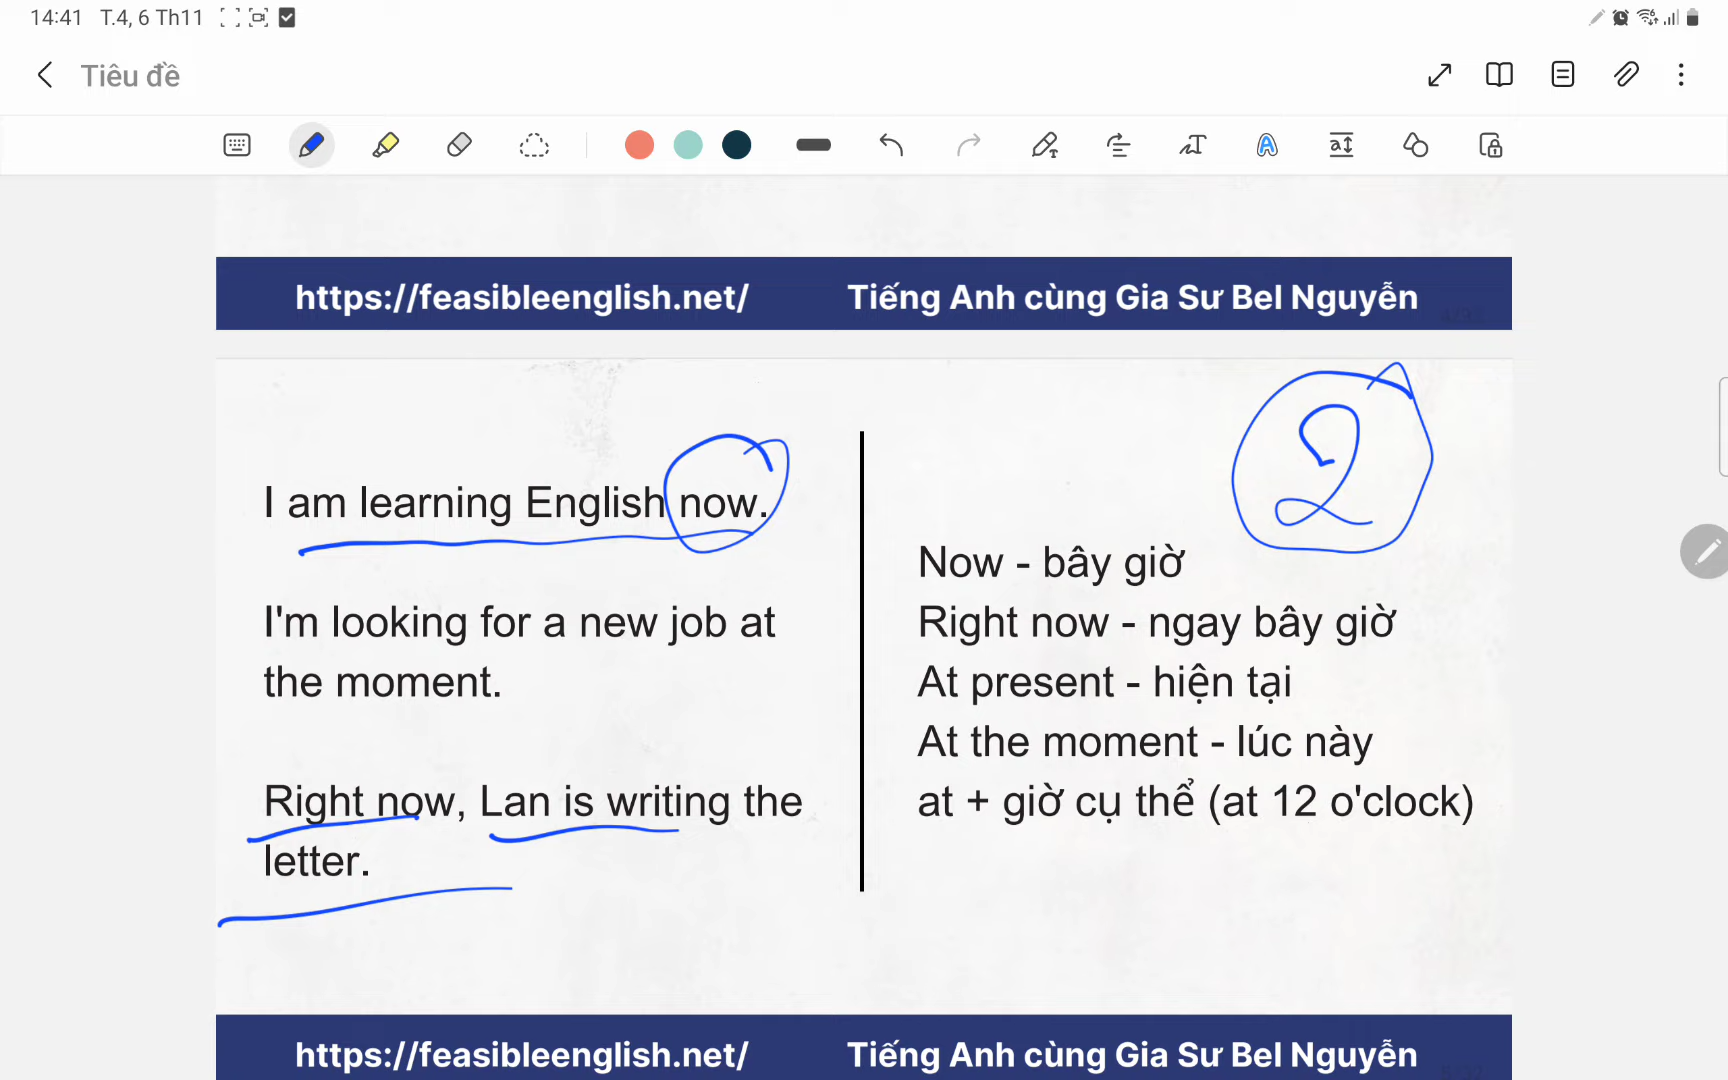 14:41 T.4, 6 Th11
Tiêu đề
https://feasibleenglish.net/ Tiếng Anh cùng Gia Sư Bel Nguyễn
2
I am learning English now.
I'm looking for a new job at
the moment.
Right now, Lan is writing the
letter.
Now - bây giờ
Right now - ngay bây giờ
At present - hiện tại
At the moment - lúc này
at + giờ cụ thể (at 12 o'clock)
https://feasibleenglish.net/ Tiếng Anh cùng Gia Sư Bel Nguyễn